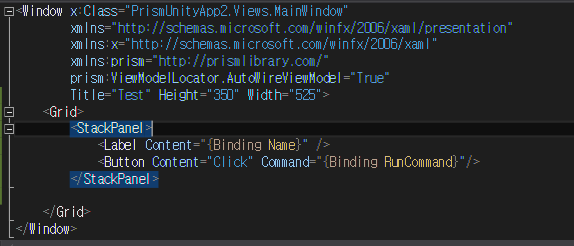 <Window x:Class="PrismUnityApp2.Views.MainWindow"
xmlns="http://schemas.microsoft.com/winfx/2006/xaml/presentation"
xmlns:x="http://schemas.microsoft.com/winfx/2006/xaml"
xmlns:prism="http://prismlibrary.com/"
prism:ViewModelLocator.AutoWireViewModel="True"
Title="Test" Height="350" Width="525">
<Grid>
<StackPanel>
<Label Content="{Binding Name}" />
<Button Content="Click" Command="{Binding RunCommand}"/>
</StackPanel>
</Grid>
</Window>